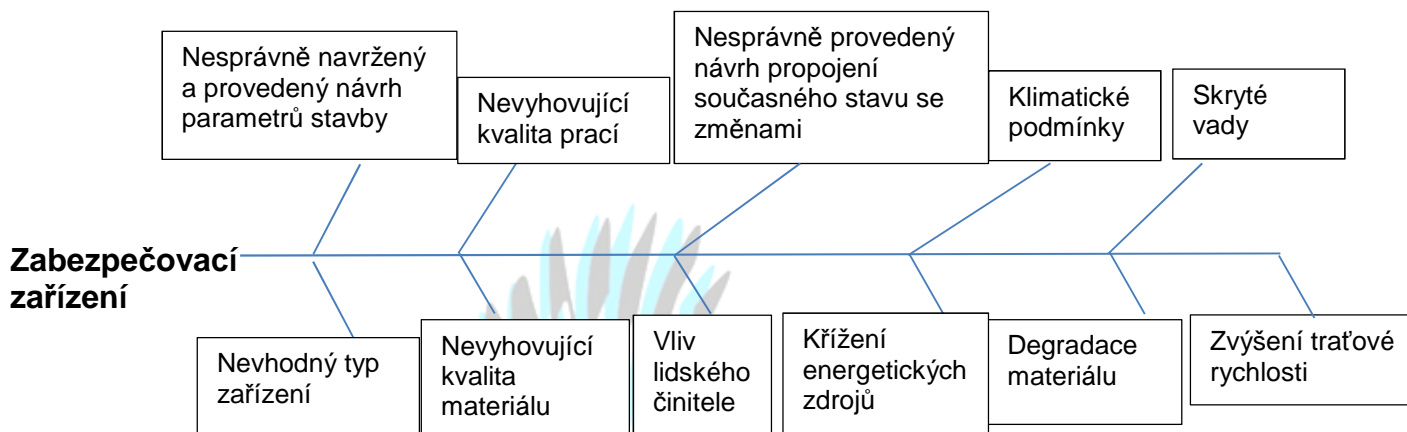 Nesprávně navržený
a provedený návrh
parametrů stavby
Nevyhovující
kvalita prací
Nesprávně provedený
návrh propojení
současného stavu se
změnami
Klimatické
podmínky
Skryté
vady
Zabezpečovací
zařízení
Nevhodný typ
zařízení
Nevyhovující
kvalita
materiálu
Vliv
lidského
činitele
Křížení
energetických
zdrojů
Degradace
materiálu
Zvýšení traťové
rychlosti